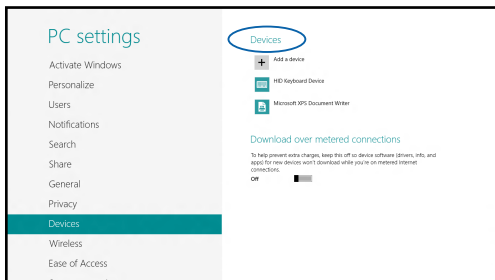 PC settings
Activate Windows
Personalize
Users
Notifications
Search
Share
General
Privacy
Devices
Wireless
Ease of Access
Devices
Add a device
HID Keyboard Device
Microsoft XPS Document Writer
Download over metered connections
To help prevent extra charges, keep this off so device software (drivers, info, and
apps) for new devices won't download while you're on metered Internet
connections.
Off